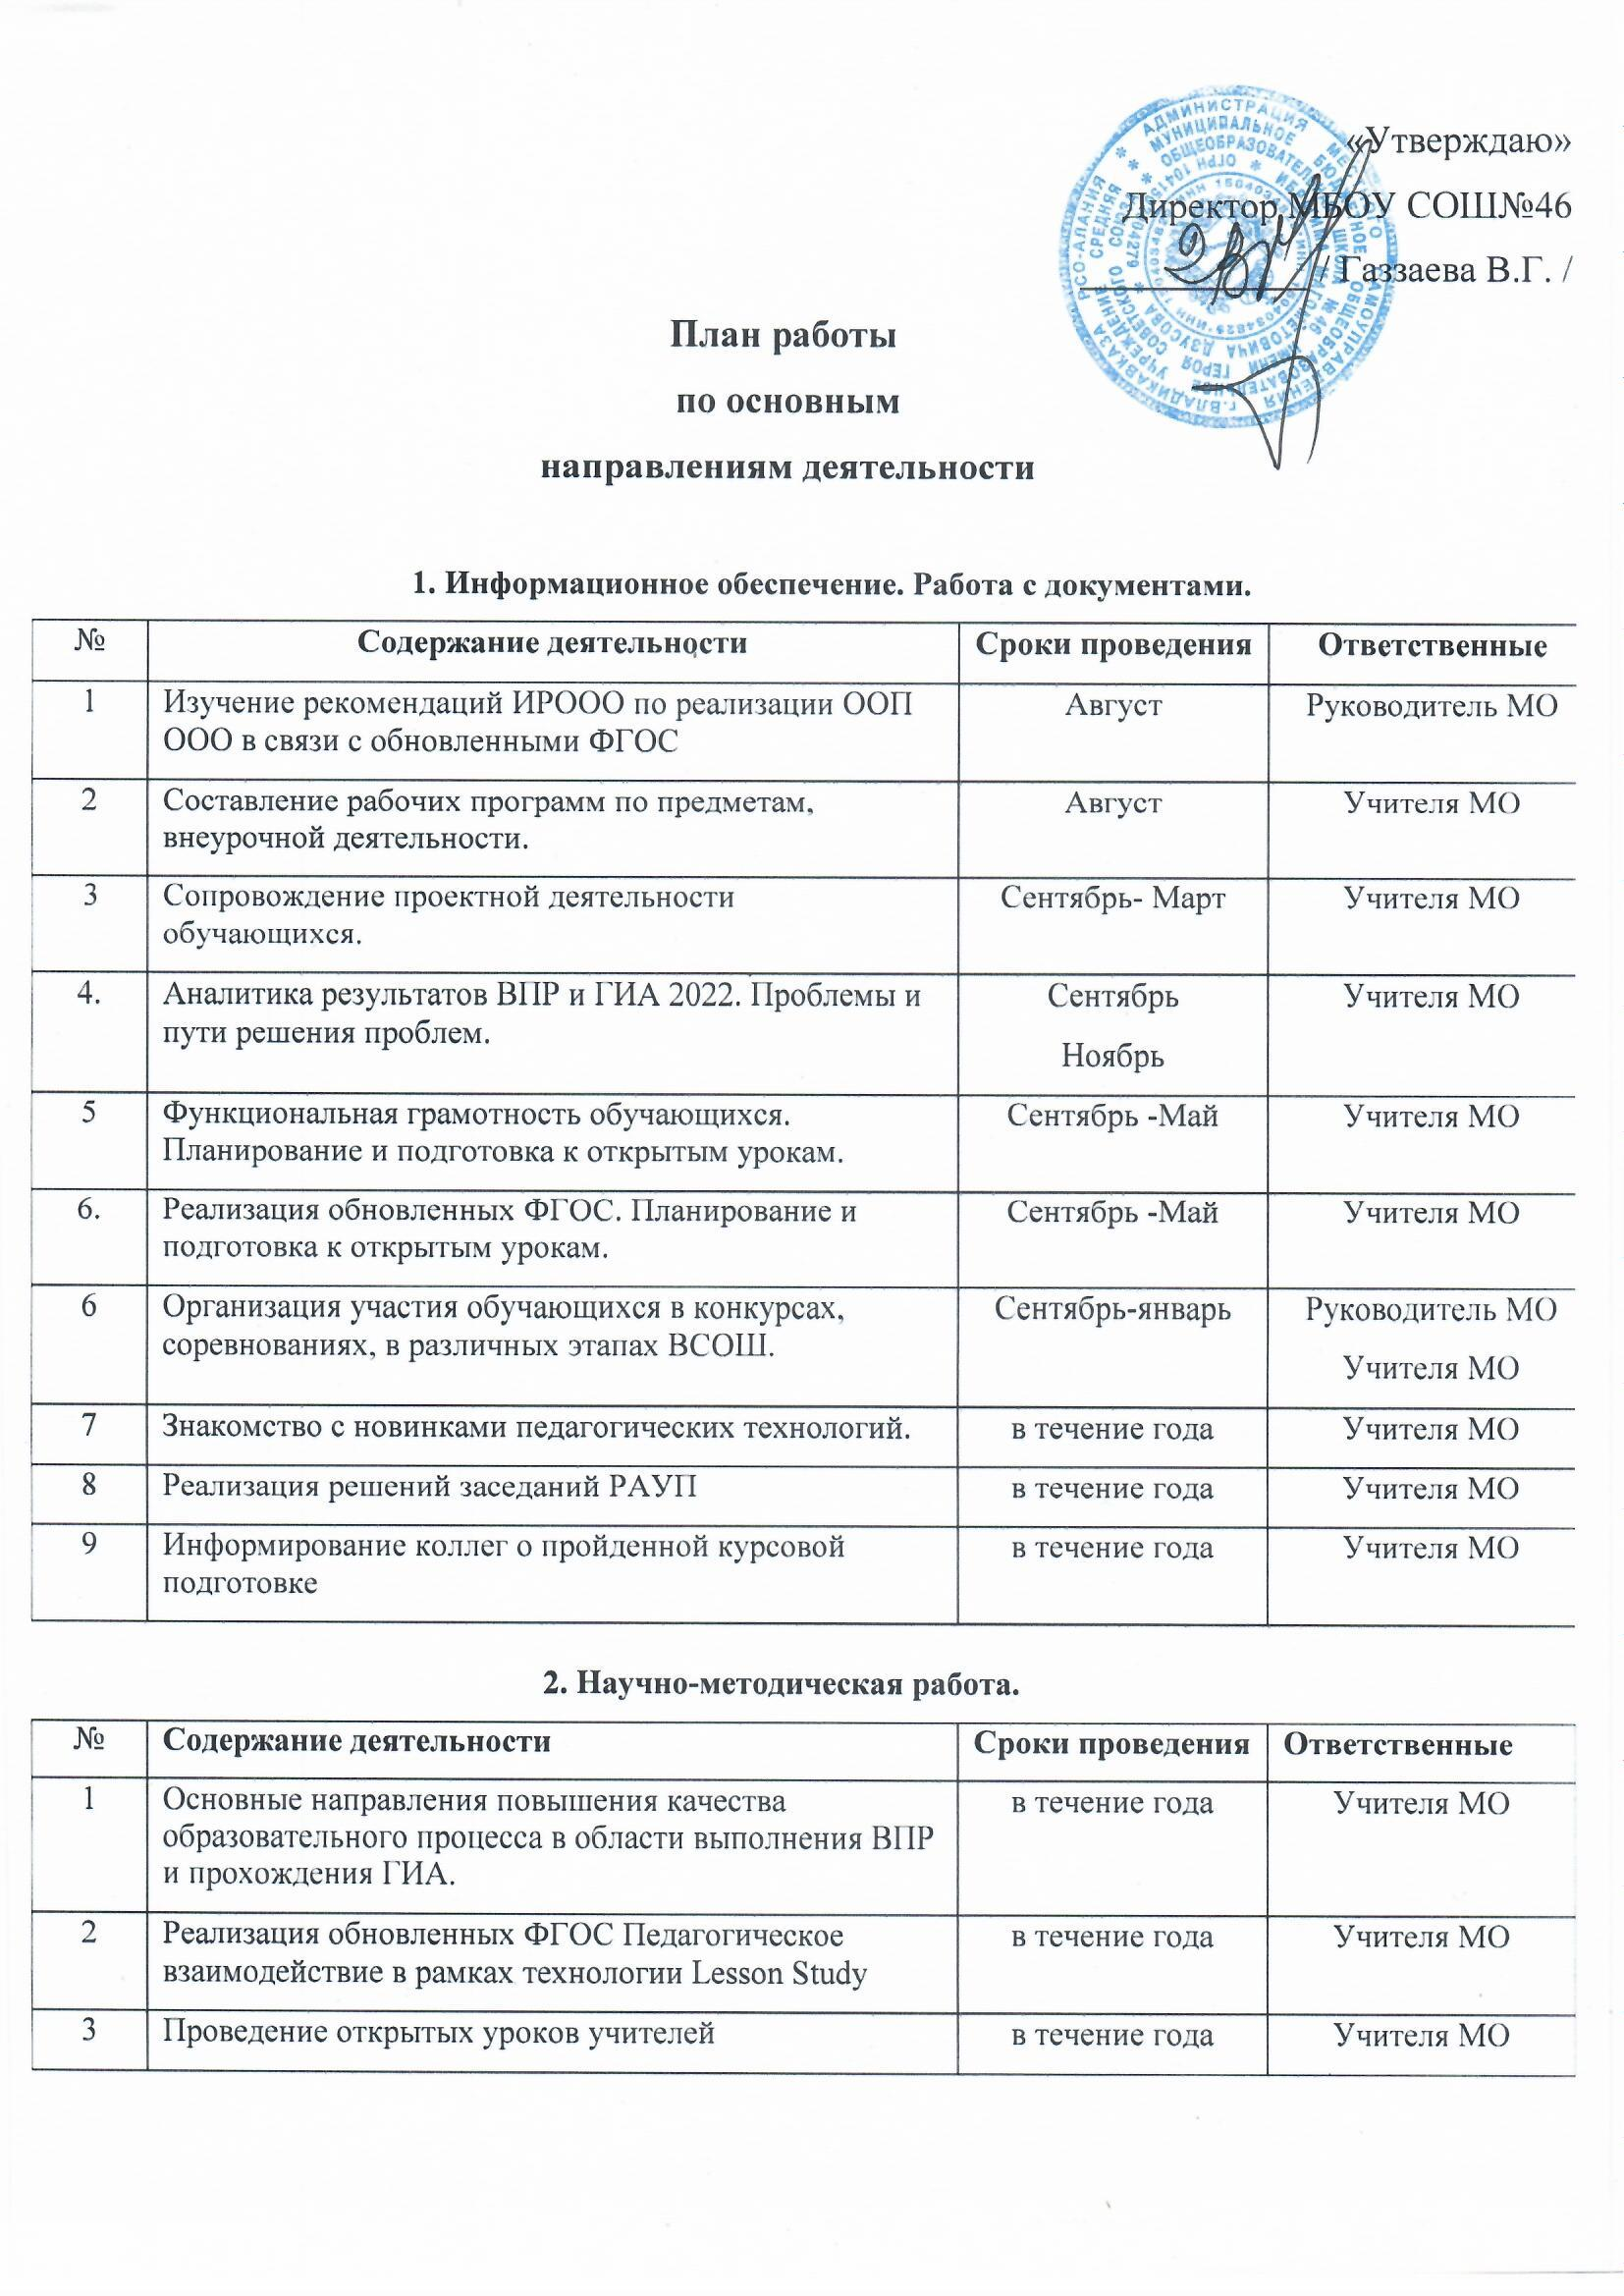 «Утверждаю»
Директор МБОУ СОШ№46
/ Газзаева В.Г. /
План работы
по основным
направлениям деятельности
1. Информационное обеспечение. Работа с документами.
№ Содержание деятельности Сроки проведения Ответственные
1 Изучение рекомендаций ИРООО по реализации ООП Август Руководитель МО
ООО в связи с обновленными ФГОС
2 Составление рабочих программ по предметам, Август Учителя МО
внеурочной деятельности.
3 Сопровождение проектной деятельности Сентябрь- Март Учителя МО
обучающихся.
4. Аналитика результатов ВПР и ГИА 2022. Проблемы и Сентябрь Учителя МО
пути решения проблем.
Ноябрь
5 Функциональная грамотность обучающихся. Сентябрь -Май Учителя МО
Планирование и подготовка к открытым урокам.
6. Реализация обновленных ФГОС. Планирование и Сентябрь -Май Учителя МО
подготовка к открытым урокам.
6 Организация участия обучающихся в конкурсах, Сентябрь-январь Руководитель МО
соревнованиях, в различных этапах ВСОШ.
Учителя МО
7 Знакомство с новинками педагогических технологий. в течение года Учителя МО
8 Реализация решений заседаний РАУП в течение года Учителя МО
9 Информирование коллег о пройденной курсовой в течение года Учителя МО
подготовке
2. Научно-методическая работа.
№ Содержание деятельности Сроки проведения Ответственные
1 Основные направления повышения качества в течение года Учителя МО
образовательного процесса в области выполнения ВПР
и прохождения ГИА.
2 Реализация обновленных ФГОС Педагогическое в течение года Учителя МО
взаимодействие в рамках технологии Lesson Study
3 Проведение открытых уроков учителей в течение года Учителя МО